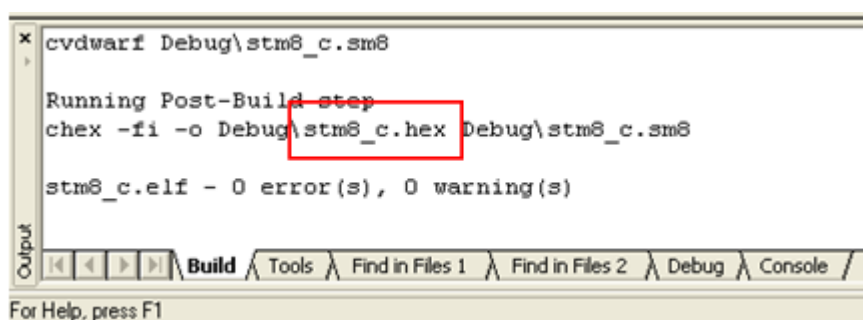 cvdwarf Debug\stm8_c.sm8
Running Post-Build step
chex -fi -o Debug\stm8_c.hex Debug\stm8_c.sm8
stm8_c.elf - 0 error(s), 0 warning(s)
Output
Build Tools Find in Files 1 Find in Files 2 Debug Console
For Help, press F1